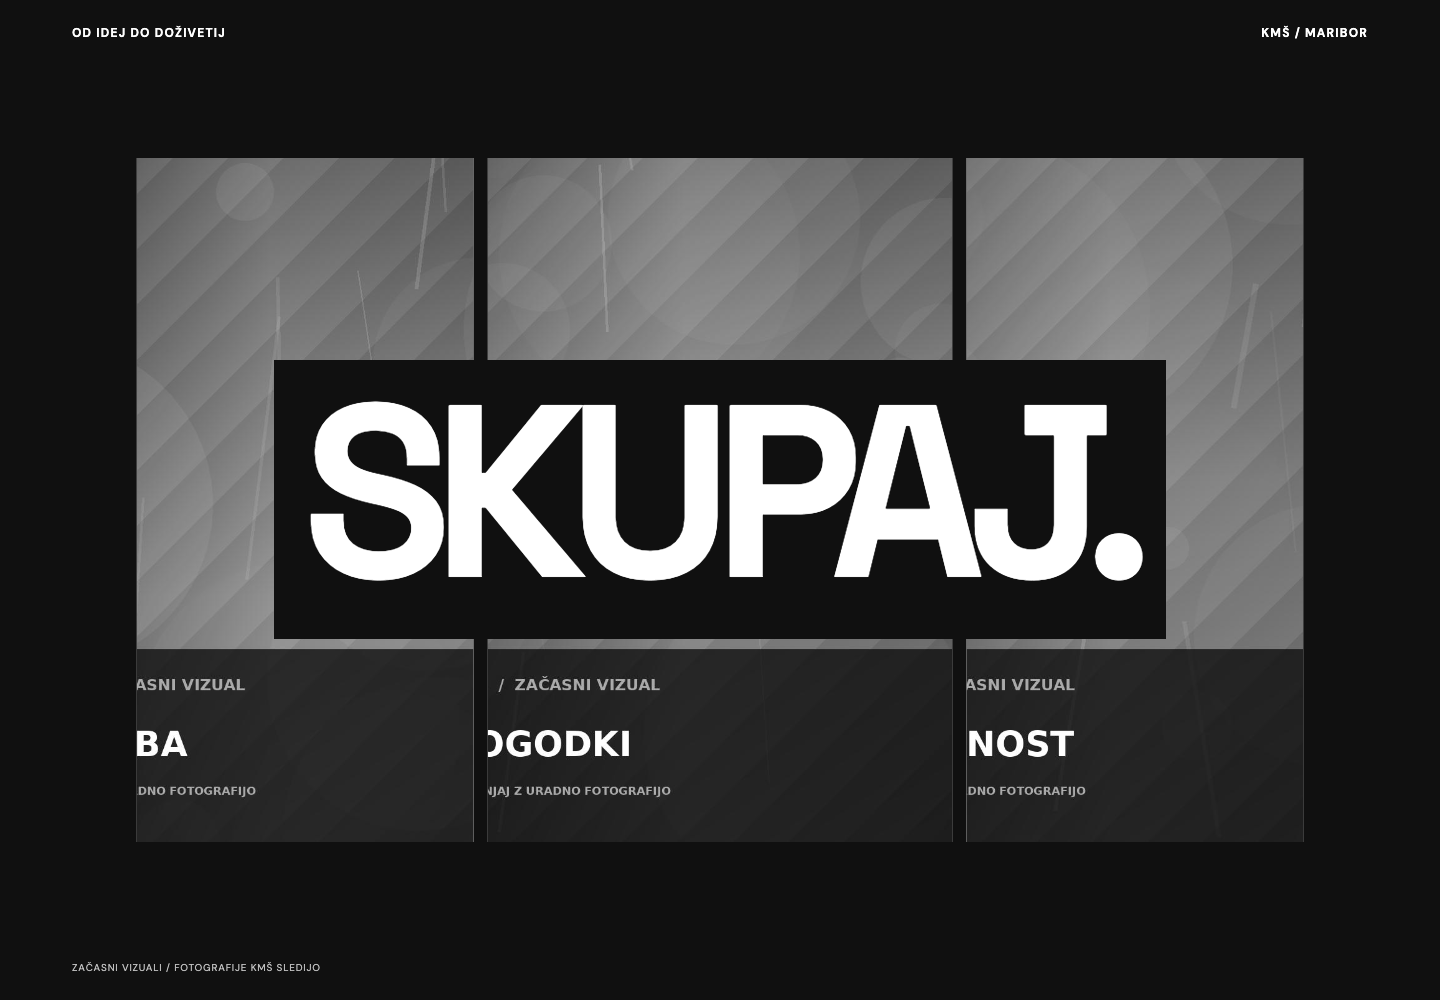 OD IDEJ DO DOŽIVETIJ
KMŠ / MARIBOR
SKUPAJ.
ASNI VIZUAL
/ ZAČASNI VIZUAL
ASNI VIZUAL
BA
OGODKI
NOST
DNO FOTOGRAFIJO
NJAJ Z URADNO FOTOGRAFIJO
DNO FOTOGRAFIJO
ZAČASNI VIZUALI / FOTOGRAFIJE KMŠ SLEDIJO